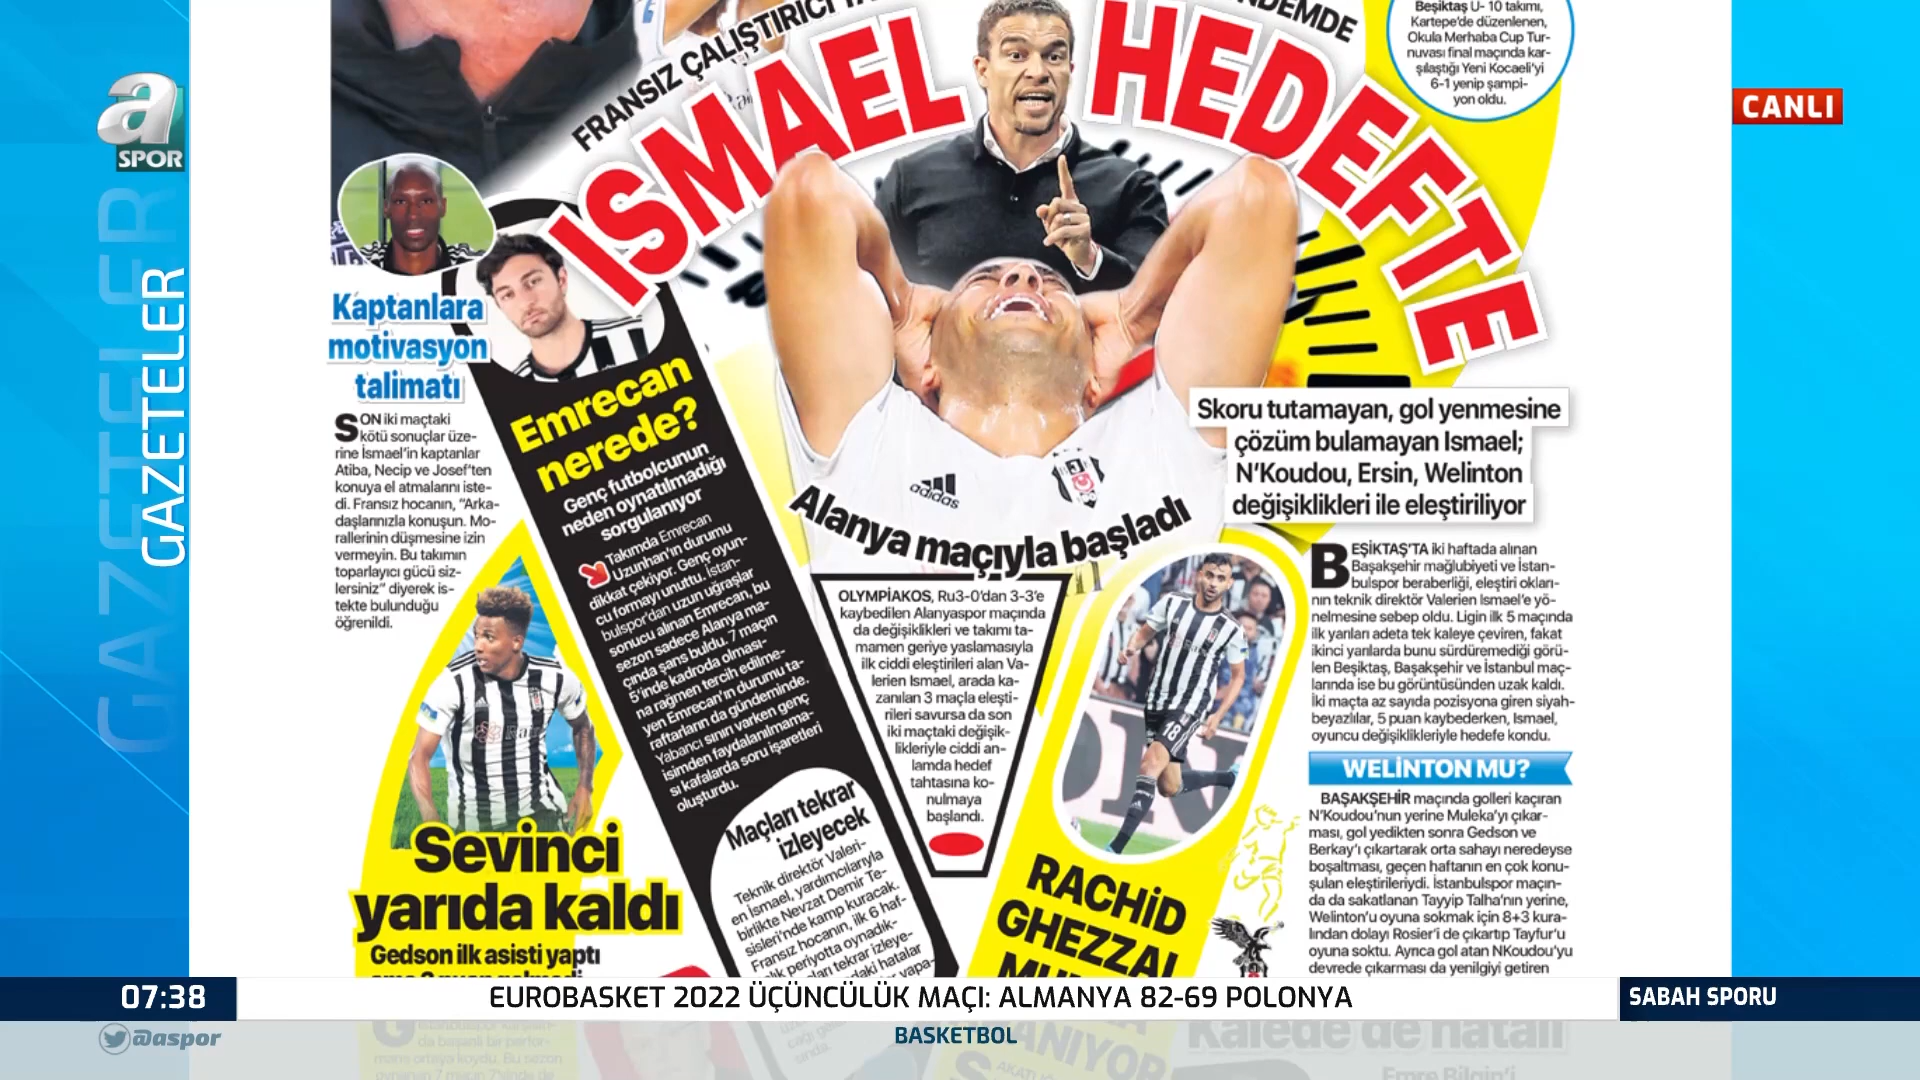 a
SPOR
GAZETELER
GAZETELER
CANLI
FRANSIZ ÇALIŞTIRICI
NDEMDE
ISMAEL HEDEFTE
Beşiktaş U- 10 takımı,
Kartepe'de düzenlenen,
Okula Merhaba Cup Tur-
nuvası final maçında kar-
şılaştığı Yeni Kocaeli'yi
6-1 yenip şampi-
yon oldu.
Kaptanlara
motivasyon
talimatı
SON iki maçtaki
kötü sonuçlar üze-
rine İsmael'in kaptanlar
Atiba, Necip ve Josef'ten
konuya el atmalarını iste-
di. Fransız hocanın, "Arka-
daşlarınızla konuşun. Mo-
rallerinin düşmesine izin
vermeyin. Bu takımın
toparlayıcı gücü siz-
lersiniz" diyerek is-
tekte bulunduğu
öğrenildi.
Emrecan
nerede?
Genç futbolcunun
neden oynatılmadığı
sorgulanıyor
Takımda Emrecan
Uzunhan'ın durumu
dikkat çekiyor. Genç oyun-
cu formayı unuttu. İstan-
bulspor'dan uzun uğraşlar
sonucu alınan Emrecan, bu
sezon sadece Alanya ma-
çında şans buldu. 7 maçın
5'inde kadroda olması-
na rağmen tercih edilme-
yen Emrecan'ın durumu ta-
raftarların da gündeminde.
Yabancı sınırı varken genç
isimden faydalanılmama-
sı kafalarda soru işaretleri
oluşturdu.
Maçları tekrar
izleyecek
Teknik direktör Valeri-
en İsmael, yardımcılarıyla
birlikte Nevzat Demir Te-
sisleri'nde kamp kuracak.
Fransız hocanın, ilk 6 haf-
talık periyotta oynadık-
ları tekrar izleye-
daki hatalar
yapa-
adidas
Alanya maçıyla başladı
OLYMPİAKOS, Ru3-0'dan 3-3'e
kaybedilen Alanyaspor maçında
da değişiklikleri ve takımı ta-
mamen geriye yaslamasıyla
ilk ciddi eleştirileri alan Va-
lerien Ismael, arada ka-
zanılan 3 maçla eleşti-
rileri savursa da son
iki maçtaki değişik-
likleriyle ciddi an-
lamda hedef
tahtasına ko-
nulmaya
başlandı.
Skoru tutamayan, gol yenmesine
çözüm bulamayan Ismael;
N'Koudou, Ersin, Welinton
değişiklikleri ile eleştiriliyor
BEŞİKTAŞ'TA iki haftada alınan
Başakşehir mağlubiyeti ve İstan-
bulspor beraberliği, eleştiri okları-
nın teknik direktör Valerien Ismael'e yö-
nelmesine sebep oldu. Ligin ilk 5 maçında
ilk yarıları adeta tek kaleye çeviren, fakat
ikinci yarılarda bunu sürdüremediği görü-
len Beşiktaş, Başakşehir ve İstanbul maç-
larında ise bu görüntüsünden uzak kaldı.
İki maçta az sayıda pozisyona giren siyah-
beyazlılar, 5 puan kaybederken, Ismael,
oyuncu değişiklikleriyle hedefe kondu.
WELİNTON MU?
BAŞAKŞEHİR maçında golleri kaçıran
N'Koudou'nun yerine Muleka'yı çıkar-
ması, gol yedikten sonra Gedson ve
Berkay'ı çıkartarak orta sahayı neredeyse
boşaltması, geçen haftanın en çok konu-
şulan eleştirileriydi. İstanbulspor maçın-
da da sakatlanan Tayyip Talha'nın yerine,
Welinton'u oyuna sokmak için 8+3 kura-
lından dolayı Rosier'i de çıkartıp Tayfur'u
oyuna soktu. Ayrıca gol atan NKoudou'yu
devrede çıkarması da yenilgiyi getiren
Sevinci
yarıda kaldı
Gedson ilk asisti yaptı
18
RACHİD
GHEZZAL
07:38
EUROBASKET 2022 ÜÇÜNCÜLÜK MAÇI: ALMANYA 82-69 POLONYA
SABAH SPORU
@aspor
BASKETBOL
Kalede de hatalı
Emre Bilgin'i